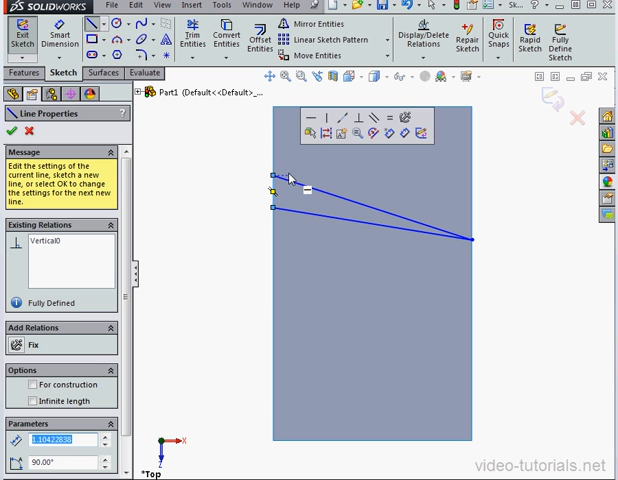 SOLIDWORKS File Edit View Insert Tools Window Help Sk...
Exit Sketch
Smart Dimension
Trim Entities
Convert Entities
Offset Entities
Mirror Entities
Linear Sketch Pattern
Move Entities
Display/Delete Relations
Repair Sketch
Quick Snaps
Rapid Sketch
Fully Define Sketch
Features Sketch Surfaces Evaluate
Part1 (Default<<Default>_...
Line Properties ?
Message
Edit the settings of the
current line, sketch a new
line, or select OK to change
the settings for the next new
line.
Existing Relations
Vertical0
Fully Defined
Add Relations
Fix
Options
For construction
Infinite length
Parameters
1.10422838
90.00°
X
Z
*Top
video-tutorials.net